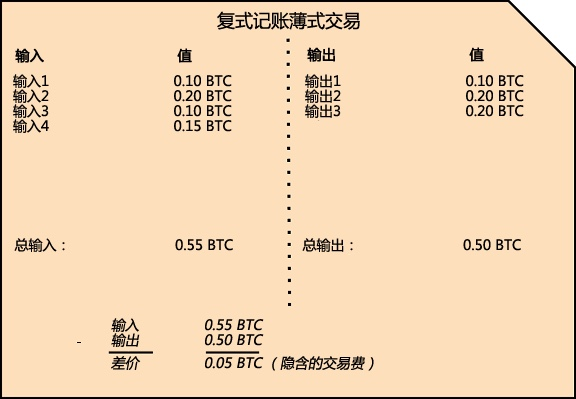 复式记账薄式交易
输入 值 输出 值
输入1 0.10 BTC 输出1 0.10 BTC
输入2 0.20 BTC 输出2 0.20 BTC
输入3 0.10 BTC 输出3 0.20 BTC
输入4 0.15 BTC
总输入： 0.55 BTC 总输出： 0.50 BTC
输入 0.55 BTC
- 输出 0.50 BTC
差价 0.05 BTC（隐含的交易费）